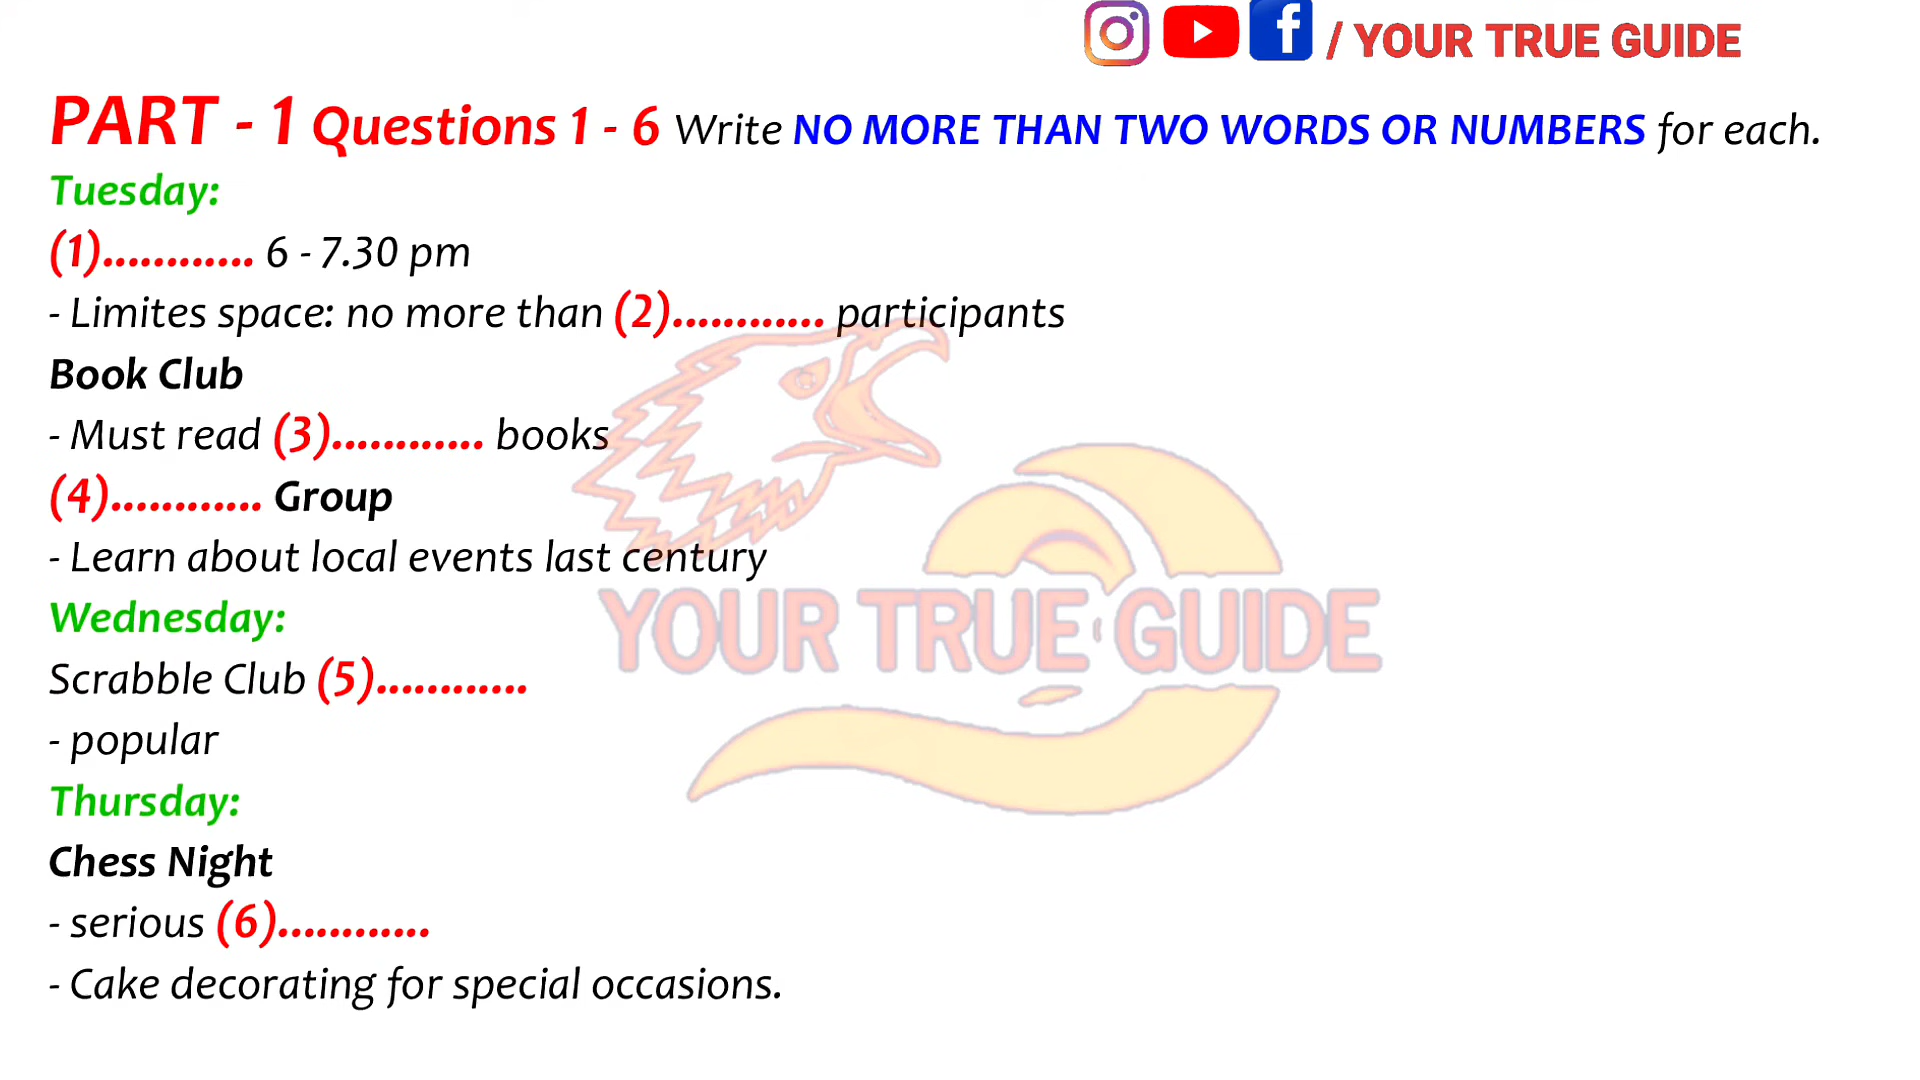 / YOUR TRUE GUIDE
PART - 1 Questions 1 - 6 Write NO MORE THAN TWO WORDS OR NUMBERS for each.
Tuesday:
(1)............ 6 - 7.30 pm
- Limites space: no more than (2)............ participants
Book Club
- Must read (3)............ books
(4)............ Group
- Learn about local events last century
YOUR TRUE GUIDE
Wednesday:
Scrabble Club (5)............
- popular
Thursday:
Chess Night
- serious (6)............
- Cake decorating for special occasions.